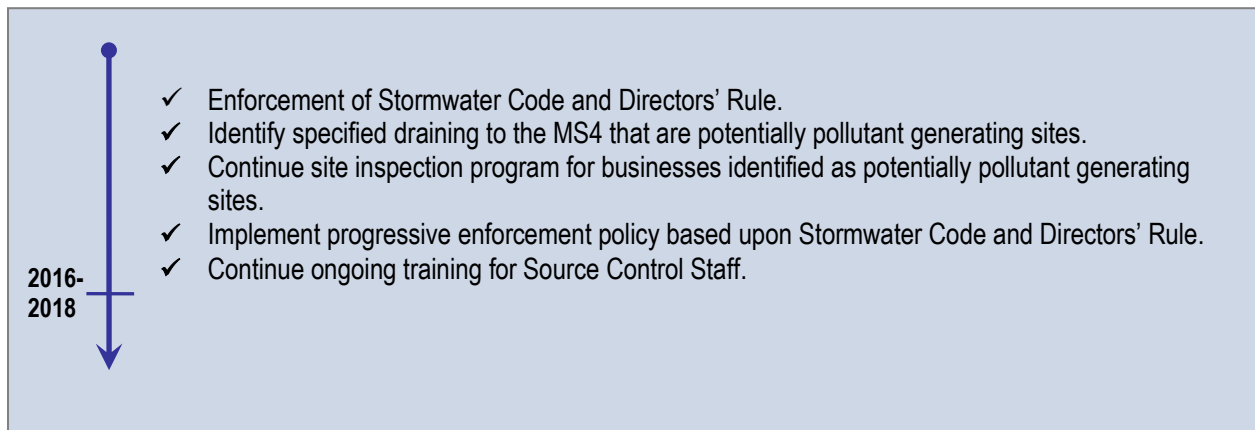 ✓ Enforcement of Stormwater Code and Directors’ Rule.
✓ Identify specified draining to the MS4 that are potentially pollutant generating sites.
✓ Continue site inspection program for businesses identified as potentially pollutant generating
sites.
✓ Implement progressive enforcement policy based upon Stormwater Code and Directors’ Rule.
✓ Continue ongoing training for Source Control Staff.
2016-
2018